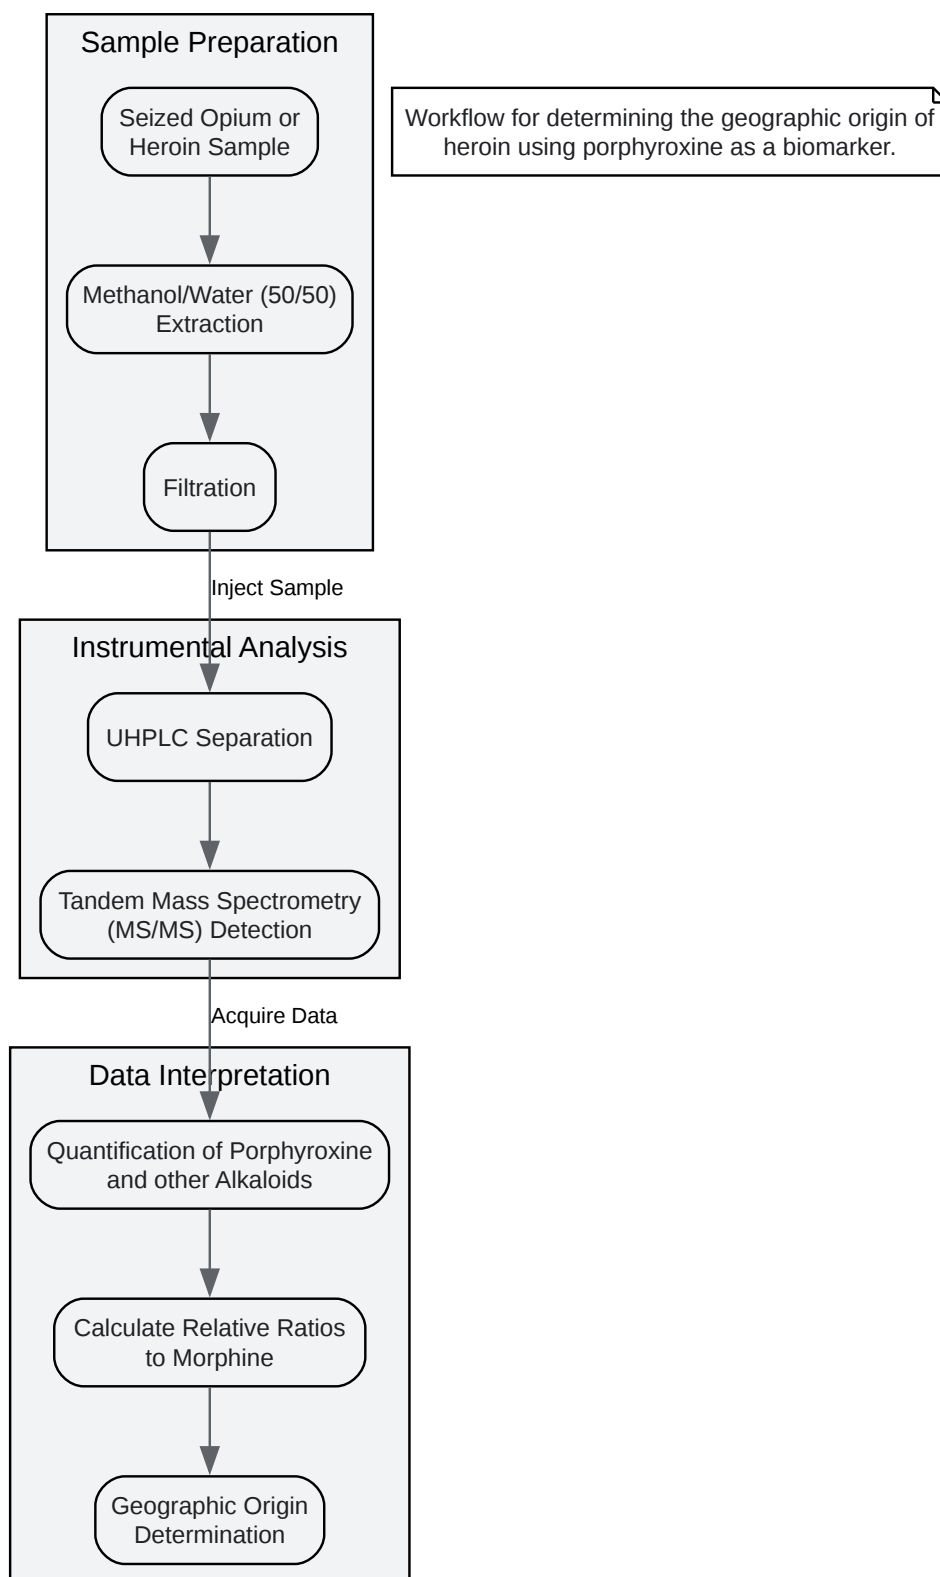 Sample Preparation
Seized Opium or
Heroin Sample
Workflow for determining the geographic origin of
heroin using porphyroxine as a biomarker.
Methanol/Water (50/50)
Extraction
Filtration
Inject Sample
Instrumental Analysis
UHPLC Separation
Tandem Mass Spectrometry
(MS/MS) Detection
Acquire Data
Data Interpretation
Quantification of Porphyroxine
and other Alkaloids
Calculate Relative Ratios
to Morphine
Geographic Origin
Determination